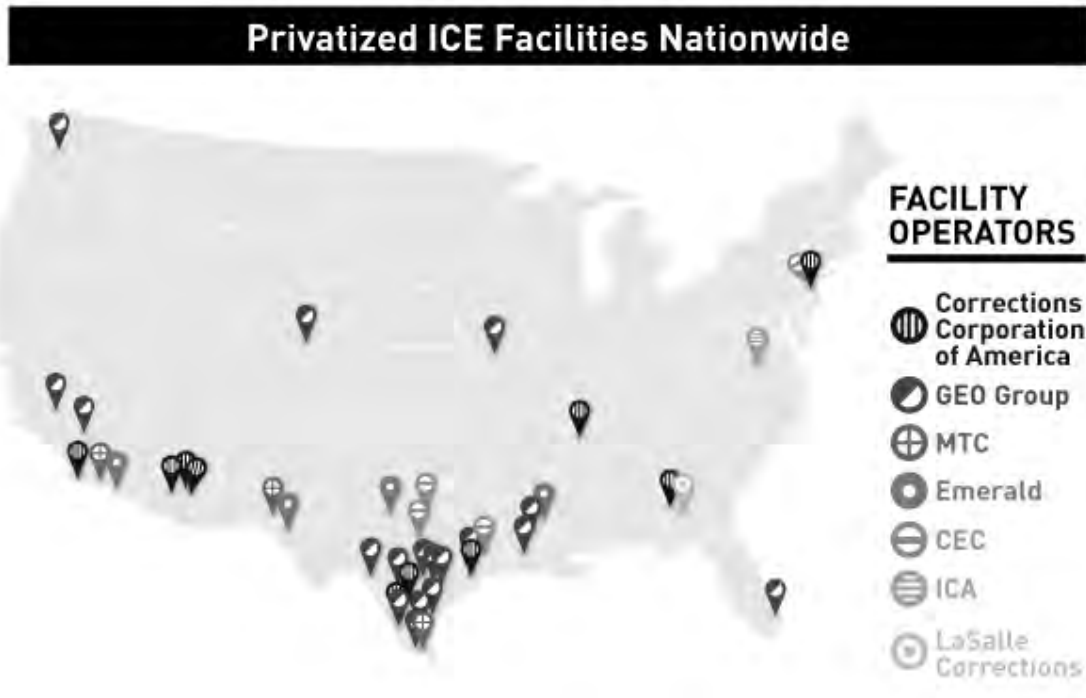 Privatized ICE Facilities Nationwide
FACILITY
OPERATORS
Corrections
Corporation
of America
GEO Group
MTC
Emerald
CEC
ICA
LaSalle
Corrections